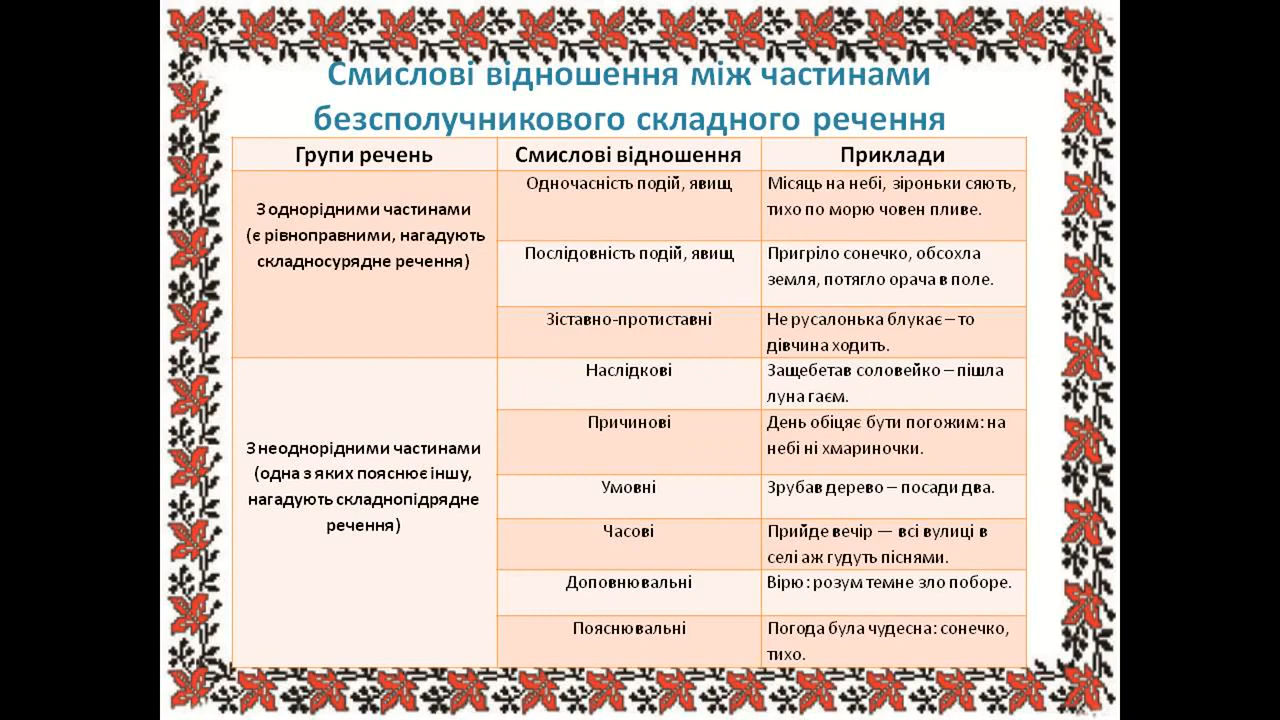 Смислові відношення між частинами
безсполучникового складного речення
Групи речень
Смислові відношення
Приклади
З однорідними частинами
(є рівноправними, нагадують
складносурядне речення)
Одночасність подій, явищ
Місяць на небі, зіроньки сяють,
тихо по морю човен пливе.
Послідовність подій, явищ
Пригріло сонечко, обсохла
земля, потягло орача в поле.
Зіставно-протиставні
Не русалонька блукає – то
дівчина ходить.
З неоднорідними частинами
(одна з яких пояснює іншу,
нагадують складнопідрядне
речення)
Наслідкові
Защебетав соловейко – пішла
луна гаєм.
Причинові
День обіцяє бути погожим: на
небі ні хмариночки.
Умовні
Зрубав дерево – посади два.
Часові
Прийде вечір — всі вулиці в
селі аж гудуть піснями.
Доповнювальні
Вірю: розум темне зло поборе.
Пояснювальні
Погода була чудесна: сонечко,
тихо.